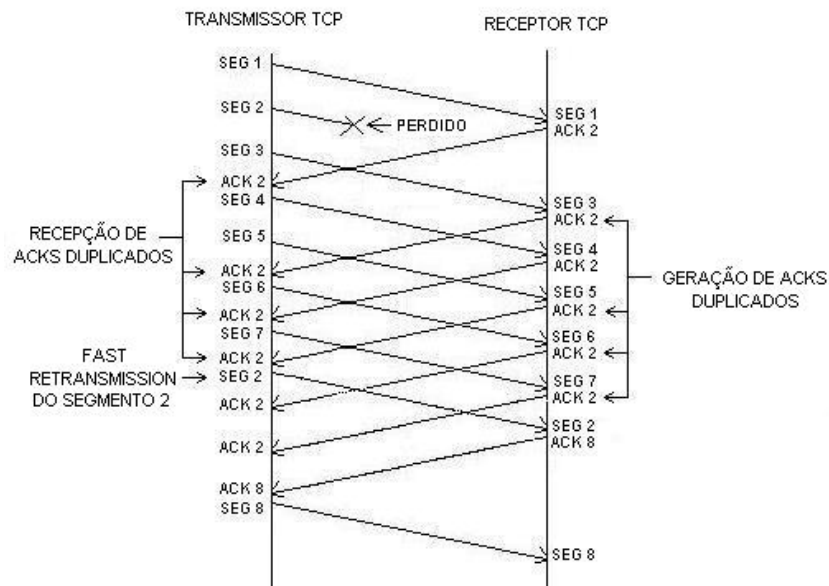 TRANSMISSOR TCP
RECEPTOR TCP
SEG 1
SEG 2
PERDIDO
SEG 1
ACK 2
SEG 3
ACK 2
SEG 4
SEG 3
ACK 2
RECEPÇÃO DE
ACKS DUPLICADOS
SEG 5
SEG 4
ACK 2
ACK 2
SEG 6
SEG 5
ACK 2
GERAÇÃO DE ACKS
DUPLICADOS
ACK 2
SEG 7
SEG 6
ACK 2
FAST
RETRANSMISSION
DO SEGMENTO 2
ACK 2
SEG 2
SEG 7
ACK 2
ACK 2
SEG 2
ACK 8
ACK 2
ACK 8
SEG 8
SEG 8